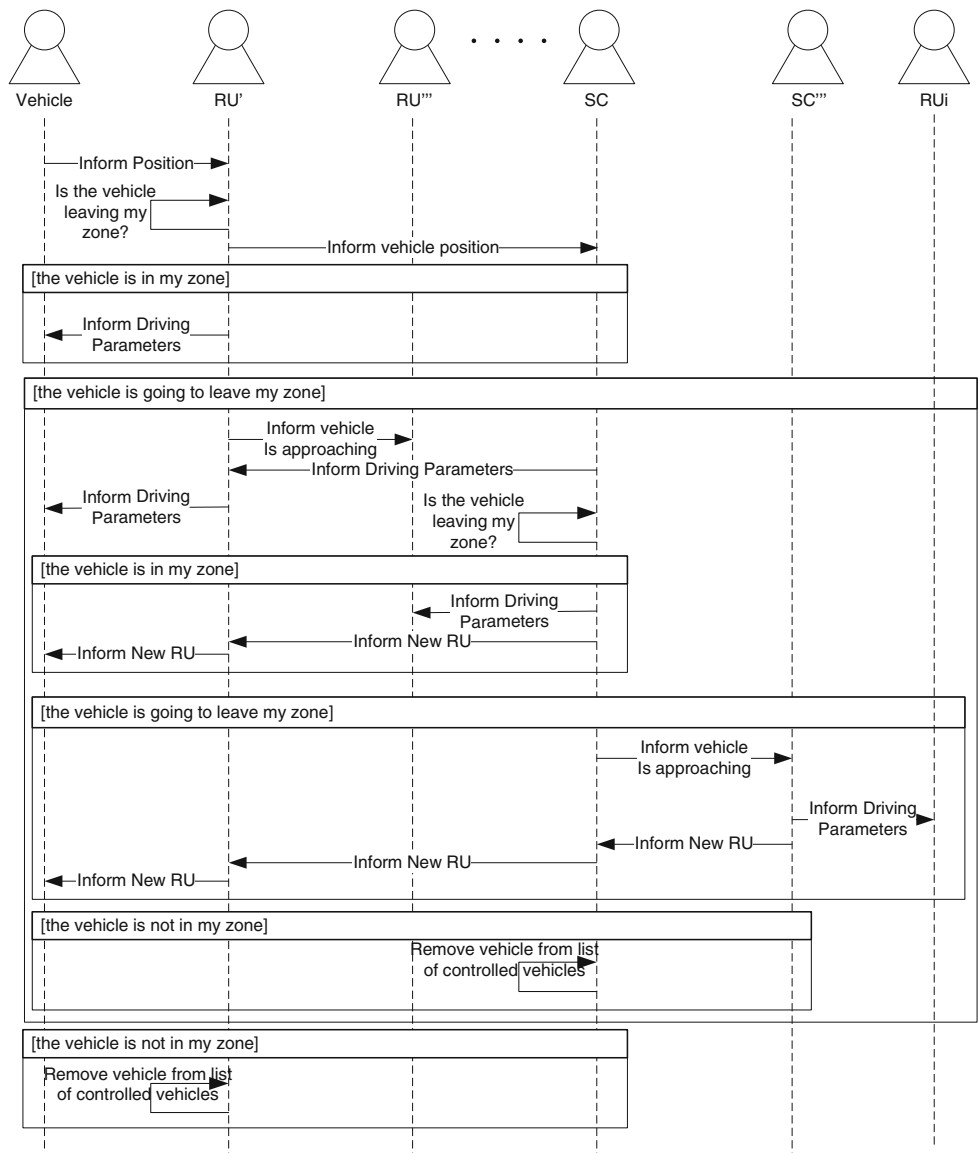 Vehicle RU' RU''' SC SC''' RUi
Inform Position
Is the vehicle
leaving my
zone?
Inform vehicle position
[the vehicle is in my zone]
Inform Driving
Parameters
[the vehicle is going to leave my zone]
Inform vehicle
Is approaching
Inform Driving Parameters
Inform Driving
Parameters
Is the vehicle
leaving my
zone?
[the vehicle is in my zone]
Inform Driving
Parameters
Inform New RU
Inform New RU
[the vehicle is going to leave my zone]
Inform vehicle
Is approaching
Inform Driving
Parameters
Inform New RU
Inform New RU
Inform New RU
[the vehicle is not in my zone]
Remove vehicle from list
of controlled vehicles
[the vehicle is not in my zone]
Remove vehicle from list
of controlled vehicles